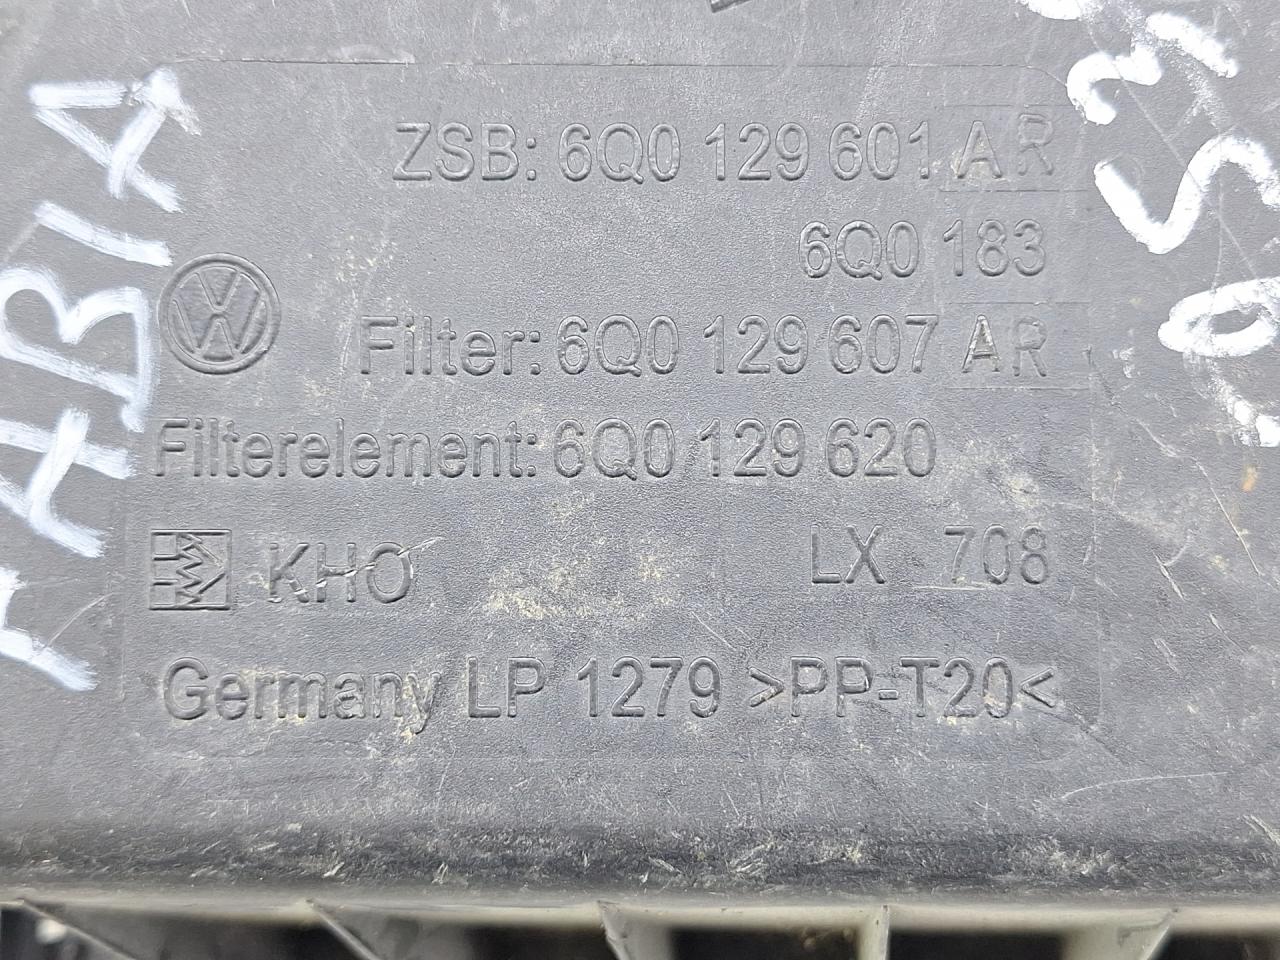 ZSB: 6Q0 129 601 AR
6Q0 183
Filter: 6Q0 129 607 AR
Filterelement: 6Q0 129 620
KHO LX 708
Germany LP 1279 >PP-T20<
FABIA